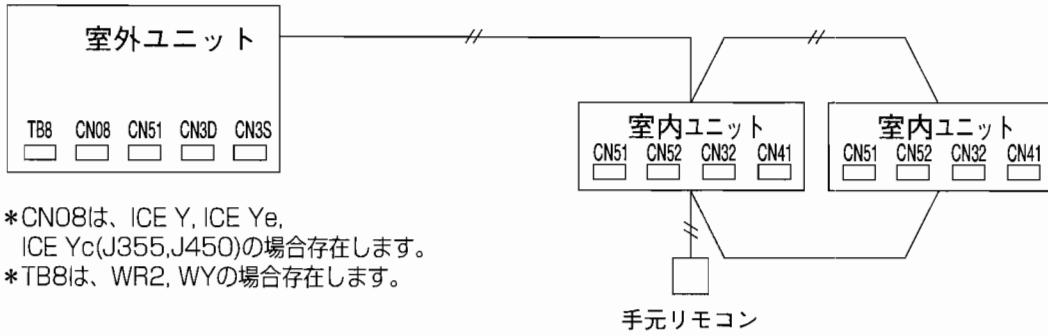 室外ユニット
TB8 CN08 CN51 CN3D CN3S
室内ユニット
CN51 CN52 CN32 CN41
室内ユニット
CN51 CN52 CN32 CN41
*CN08は、ICE Y, ICE Ye,
ICE Yc(J355,J450)の場合存在します。
*TB8は、WR2, WYの場合存在します。
手元リモコン